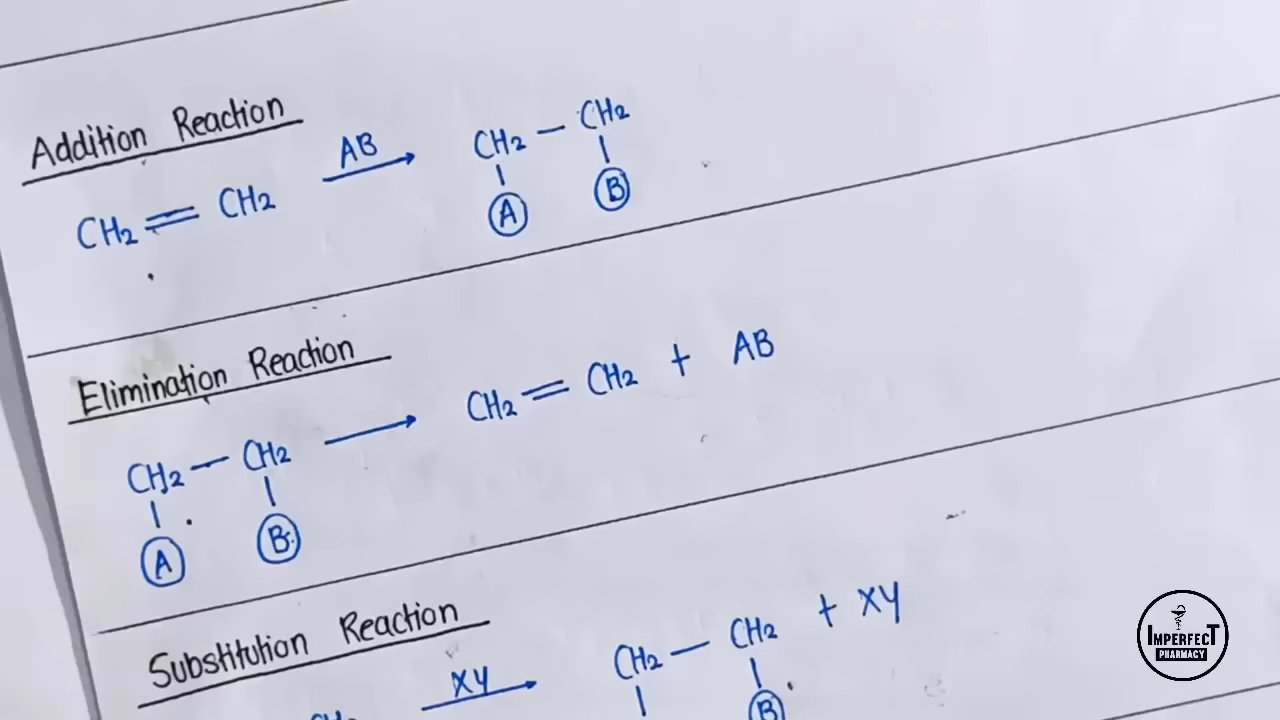 Addition Reaction
CH2 = CH2 AB → CH2 — CH2
A B
Elimination Reaction
CH2 — CH2 → CH2 = CH2 + AB
A B
Substitution Reaction
XY → CH2 — CH2 + XY
B
IMPERFECT
PHARMACY